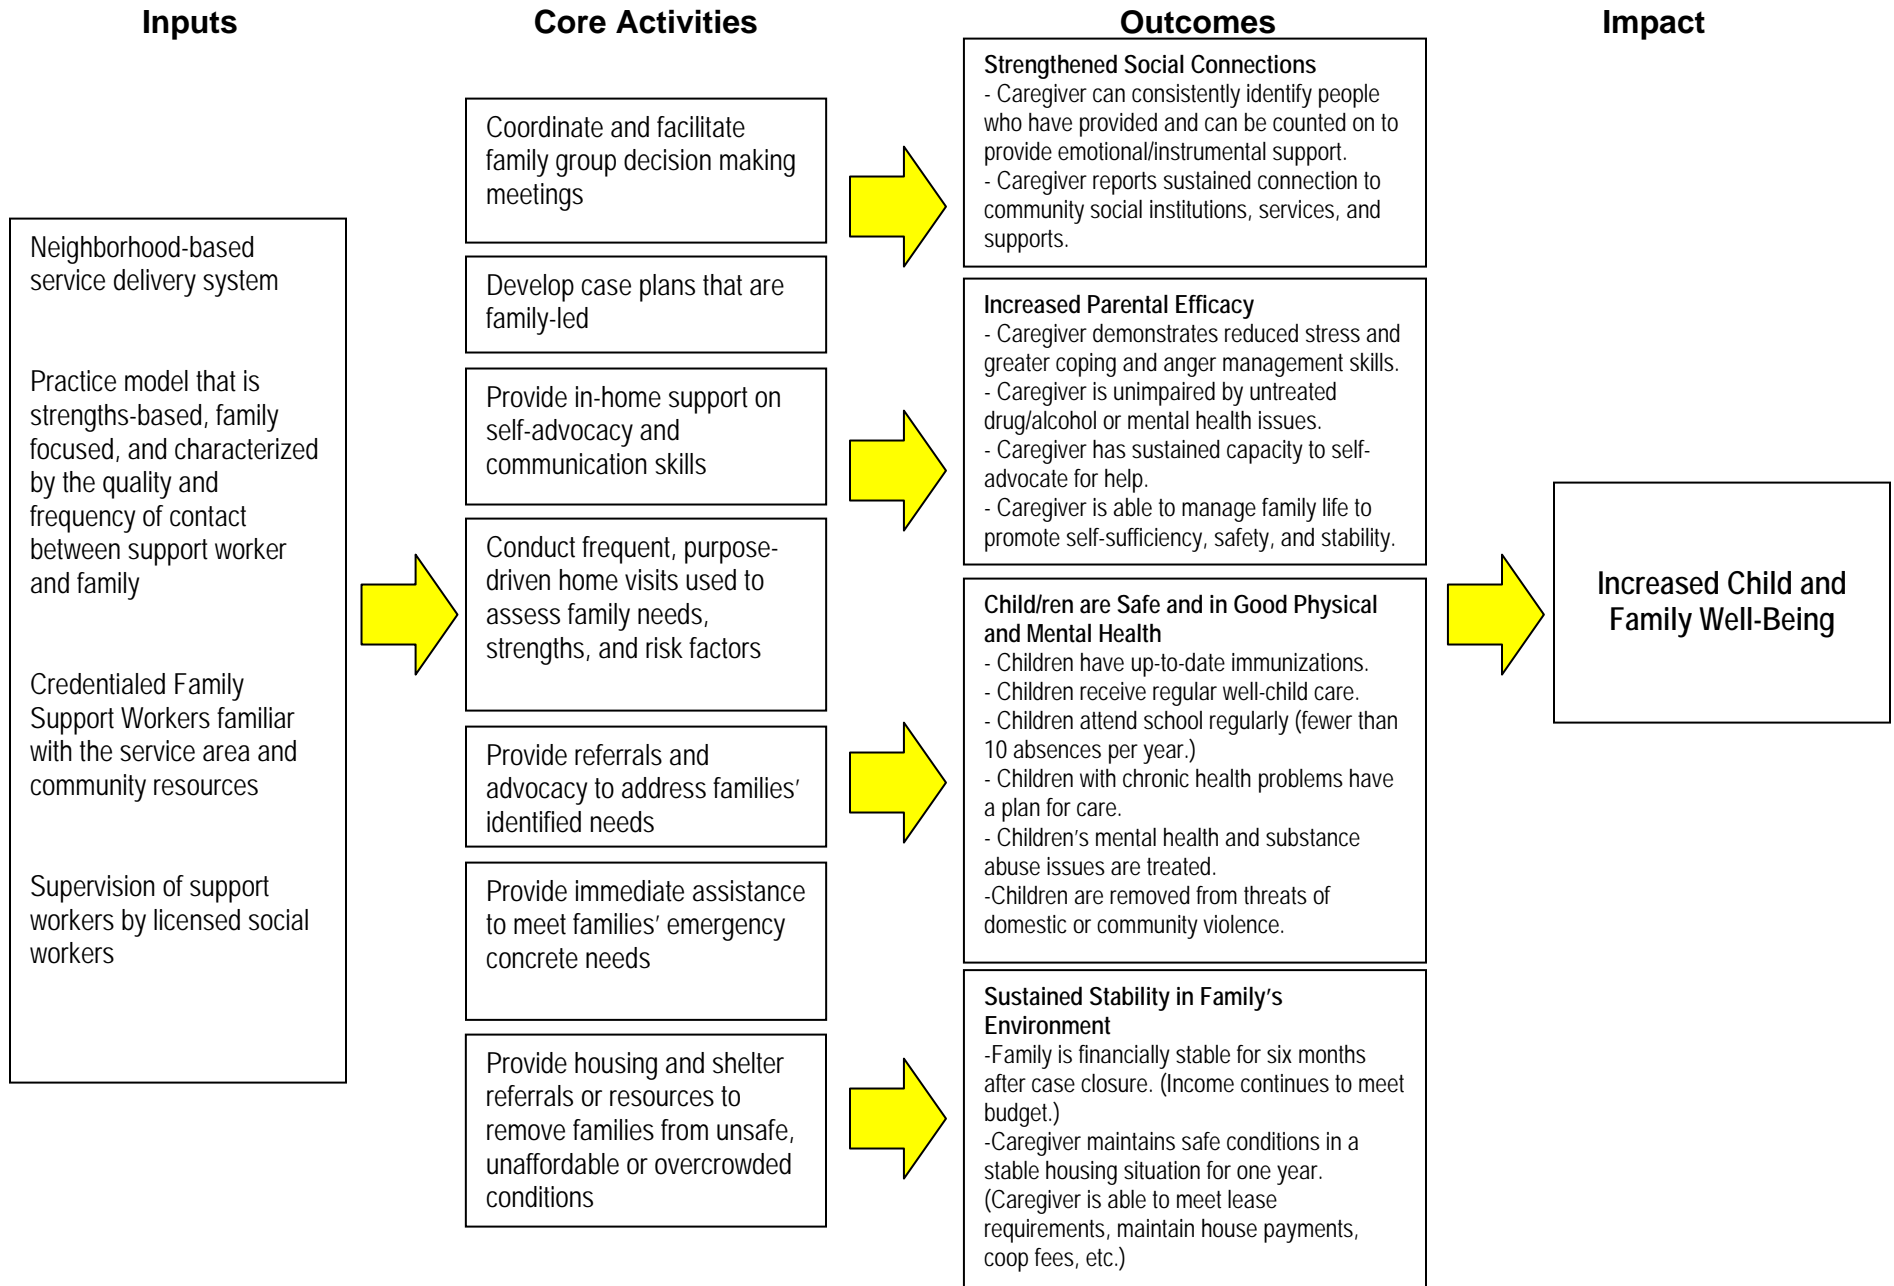 Inputs
Core Activities
Outcomes
Impact
Neighborhood-based
service delivery system
Practice model that is
strengths-based, family
focused, and characterized
by the quality and
frequency of contact
between support worker
and family
Credentialed Family
Support Workers familiar
with the service area and
community resources
Supervision of support
workers by licensed social
workers
Coordinate and facilitate
family group decision making
meetings
Develop case plans that are
family-led
Provide in-home support on
self-advocacy and
communication skills
Conduct frequent, purpose-
driven home visits used to
assess family needs,
strengths, and risk factors
Provide referrals and
advocacy to address families’
identified needs
Provide immediate assistance
to meet families’ emergency
concrete needs
Provide housing and shelter
referrals or resources to
remove families from unsafe,
unaffordable or overcrowded
conditions
Strengthened Social Connections
- Caregiver can consistently identify people
who have provided and can be counted on to
provide emotional/instrumental support.
- Caregiver reports sustained connection to
community social institutions, services, and
supports.
Increased Parental Efficacy
- Caregiver demonstrates reduced stress and
greater coping and anger management skills.
- Caregiver is unimpaired by untreated
drug/alcohol or mental health issues.
- Caregiver has sustained capacity to self-
advocate for help.
- Caregiver is able to manage family life to
promote self-sufficiency, safety, and stability.
Child/ren are Safe and in Good Physical
and Mental Health
- Children have up-to-date immunizations.
- Children receive regular well-child care.
- Children attend school regularly (fewer than
10 absences per year.)
- Children with chronic health problems have
a plan for care.
- Children’s mental health and substance
abuse issues are treated.
-Children are removed from threats of
domestic or community violence.
Sustained Stability in Family’s
Environment
-Family is financially stable for six months
after case closure. (Income continues to meet
budget.)
-Caregiver maintains safe conditions in a
stable housing situation for one year.
(Caregiver is able to meet lease
requirements, maintain house payments,
coop fees, etc.)
Increased Child and
Family Well-Being